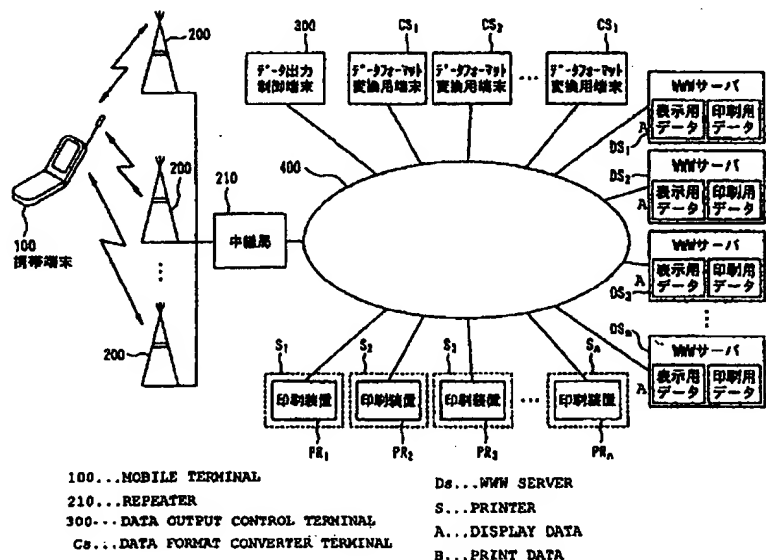 200
300
CS₁
CS₂
CS₁
データ出力
制御端末
データフォーマット
変換用端末
データフォーマット
変換用端末
...
データフォーマット
変換用端末
WWWサーバ
表示用
データ
印刷用
データ
A
DS₁
100
携帯端末
200
210
中継局
400
DS₂
WWWサーバ
表示用
データ
印刷用
データ
A
WWWサーバ
表示用
データ
印刷用
データ
A
DS₃
200
DSₘ
WWWサーバ
表示用
データ
印刷用
データ
A
S₁
S₂
S₃
...
Sₙ
印刷装置
印刷装置
印刷装置
印刷装置
PR₁
PR₂
PR₃
PRₙ
100...MOBILE TERMINAL
210...REPEATER
300...DATA OUTPUT CONTROL TERMINAL
Cs...DATA FORMAT CONVERTER TERMINAL
Ds...WWW SERVER
S...PRINTER
A...DISPLAY DATA
B...PRINT DATA